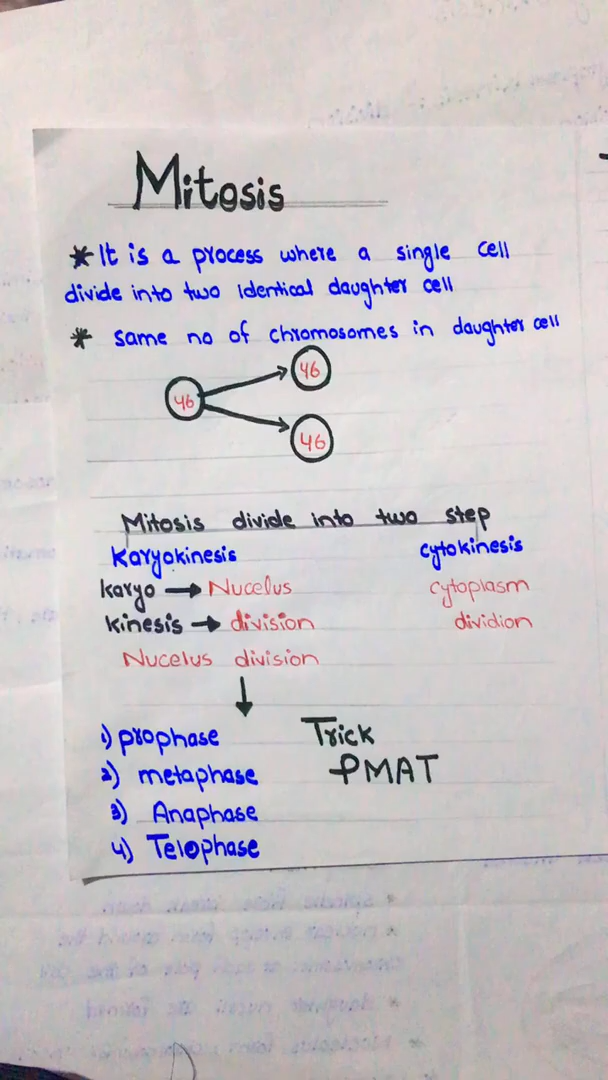 Mitosis
* It is a process where a single cell
divide into two identical daughter cell
* same no of chromosomes in daughter cell
46
46
46
Mitosis divide into two step
Karyokinesis cytokinesis
karyo → Nucelus cytoplasm
kinesis → division dividion
Nucelus division
↓
1) prophase Trick
2) metaphase PMAT
3) Anaphase
4) Telophase